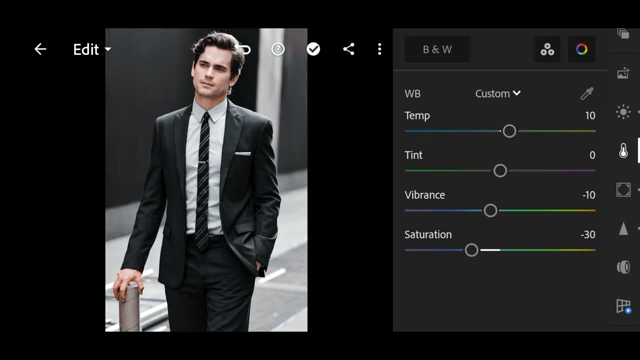 Edit
B & W
WB Custom
Temp 10
Tint 0
Vibrance -10
Saturation -30